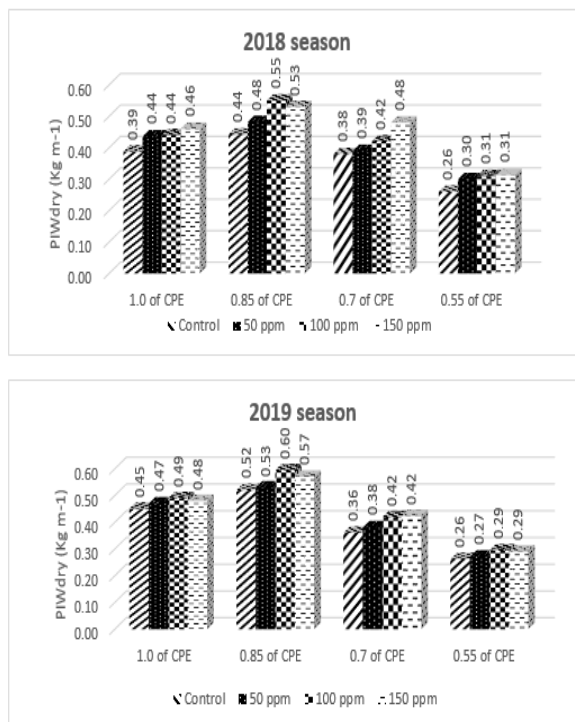 2018 season
PIWdry (Kg m-1)
0.60
0.50
0.40
0.30
0.20
0.10
0.00
0.39 0.44 0.44 0.46
0.44 0.48 0.55 0.53
0.38 0.39 0.42 0.48
0.26 0.30 0.31 0.31
1.0 of CPE 0.85 of CPE 0.7 of CPE 0.55 of CPE
Control 50 ppm 100 ppm 150 ppm
2019 season
PIWdry (Kg m-1)
0.60
0.50
0.40
0.30
0.20
0.10
0.00
0.45 0.47 0.49 0.48
0.52 0.53 0.60 0.57
0.36 0.38 0.42 0.42
0.26 0.27 0.29 0.29
1.0 of CPE 0.85 of CPE 0.7 of CPE 0.55 of CPE
Control 50 ppm 100 ppm 150 ppm